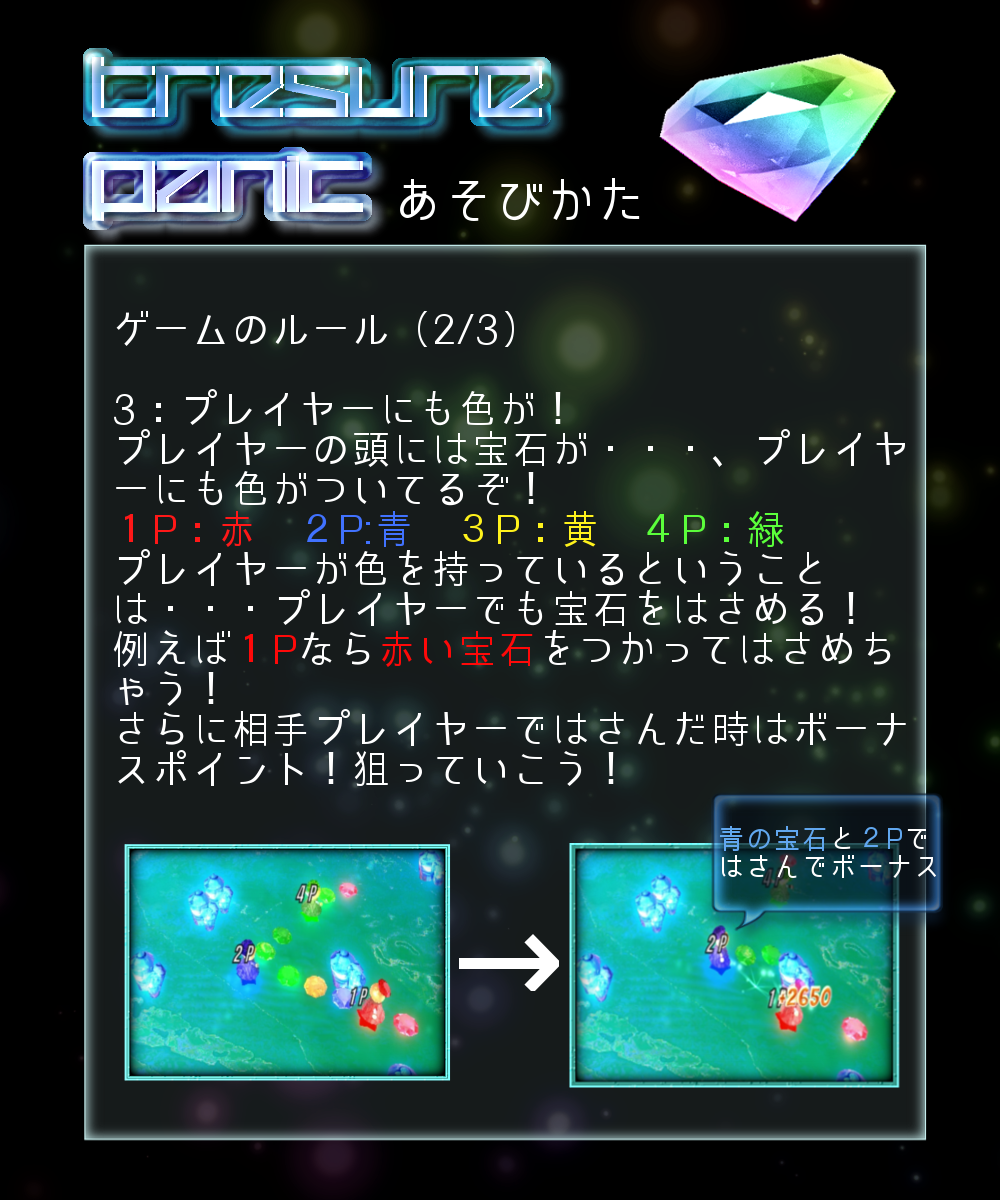 tresure
panic あそびかた
ゲームのルール（2/3）
3：プレイヤーにも色が！
プレイヤーの頭には宝石が・・・、プレイヤ
ーにも色がついてるぞ！
１Ｐ：赤　２Ｐ:青　３Ｐ：黄　４Ｐ：緑
プレイヤーが色を持っているということ
は・・・プレイヤーでも宝石をはさめる！
例えば１Ｐなら赤い宝石をつかってはさめち
ゃう！
さらに相手プレイヤーではさんだ時はボーナ
スポイント！狙っていこう！
青の宝石と２Ｐで
はさんでボーナス
4P
2P
1P
4P
2P
1P
+2650